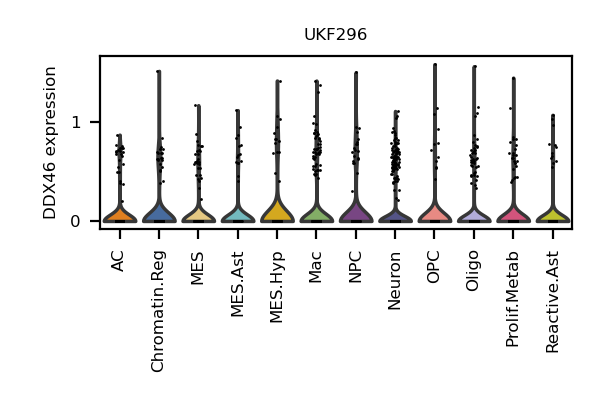 UKF296
DDX46 expression
1
0
AC
Chromatin.Reg
MES
MES.Ast
MES.Hyp
Mac
NPC
Neuron
OPC
Oligo
Prolif.Metab
Reactive.Ast